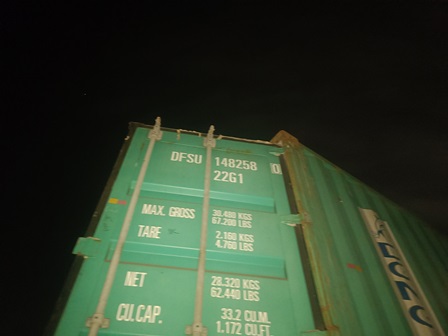 DFSU 148258 0
22G1
MAX. GROSS 30.480 KGS
67.200 LBS
TARE 2.160 KGS
4.760 LBS
NET 28.320 KGS
62.440 LBS
CU.CAP. 33.2 CU.M.
1.172 CU.FT.